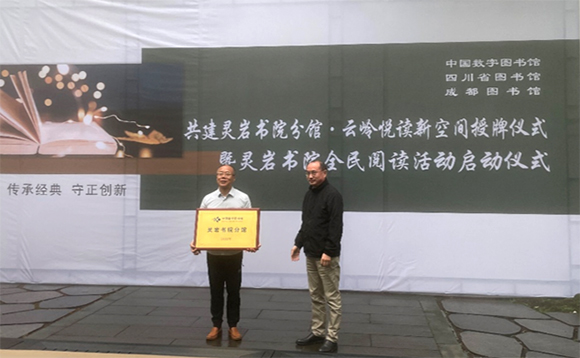 中国数字图书馆
四川省图书馆
成都图书馆
共建灵岩书院分馆·云岭悦读新空间授牌仪式
暨灵岩书院全民阅读活动启动仪式
传承经典 守正创新
灵岩书院分馆